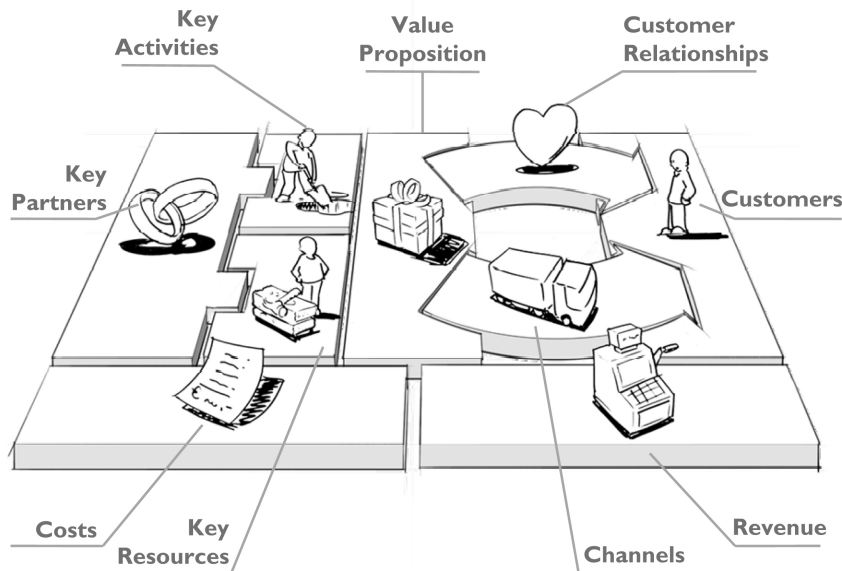 Key
Activities
Value
Proposition
Customer
Relationships
Key
Partners
Customers
Costs
Key
Resources
Channels
Revenue